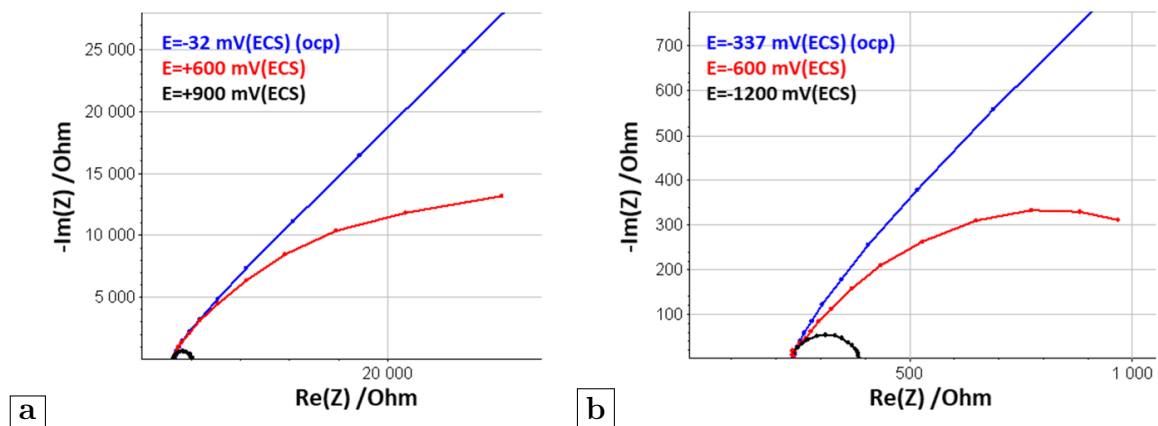 25 000
20 000
15 000
10 000
5 000
-Im(Z) /Ohm
E=-32 mV(ECS) (ocp)
E=+600 mV(ECS)
E=+900 mV(ECS)
20 000
Re(Z) /Ohm
a
700
600
500
400
300
200
100
-Im(Z) /Ohm
E=-337 mV(ECS) (ocp)
E=-600 mV(ECS)
E=-1200 mV(ECS)
500
1 000
Re(Z) /Ohm
b